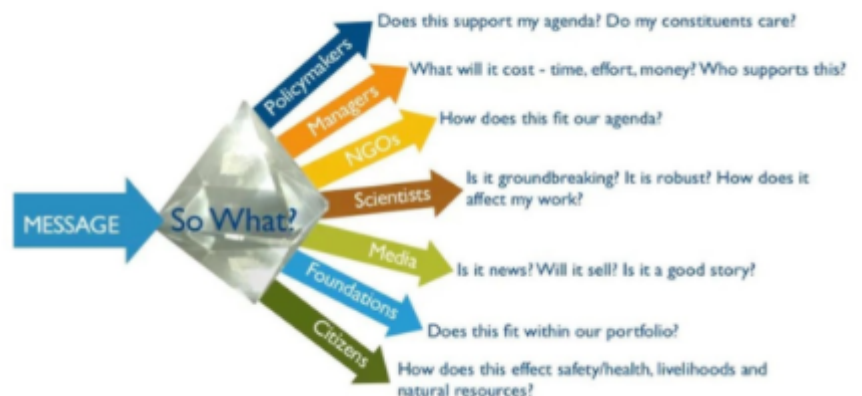 Policymakers
Does this support my agenda? Do my constituents care?
Managers
What will it cost - time, effort, money? Who supports this?
NGOs
How does this fit our agenda?
MESSAGE
So What?
Scientists
Is it groundbreaking? It is robust? How does it
affect my work?
Media
Is it news? Will it sell? Is it a good story?
Foundations
Does this fit within our portfolio?
Citizens
How does this effect safety/health, livelihoods and
natural resources?